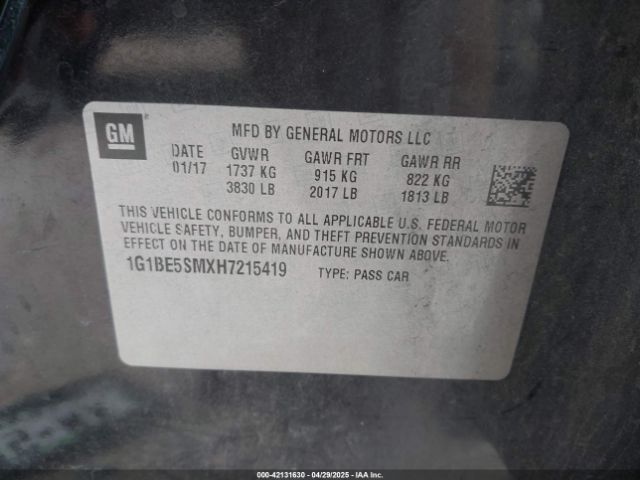 GM
MFD BY GENERAL MOTORS LLC
DATE GVWR GAWR FRT GAWR RR
01/17 1737 KG 915 KG 822 KG
3830 LB 2017 LB 1813 LB
THIS VEHICLE CONFORMS TO ALL APPLICABLE U.S. FEDERAL MOTOR
VEHICLE SAFETY, BUMPER, AND THEFT PREVENTION STANDARDS IN
EFFECT ON THE DATE OF MANUFACTURE SHOWN ABOVE.
1G1BE5SMXH7215419 TYPE: PASS CAR
000-42131630 - 04/29/2025 - IAAI.COM